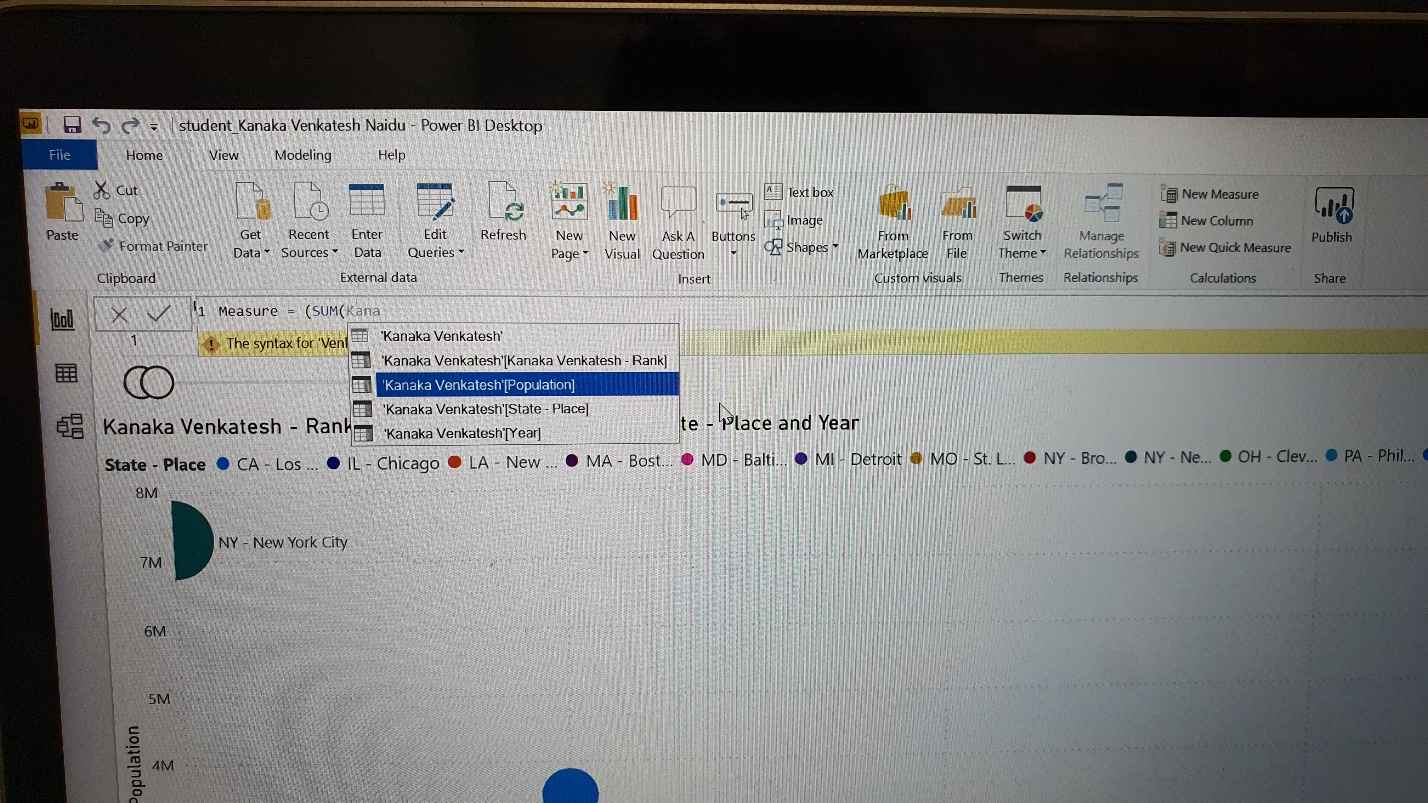 student_Kanaka Venkatesh Naidu - Power BI Desktop
File Home View Modeling Help
Cut
Copy
Format Painter
Paste
Clipboard
Get Data
Recent Sources
Enter Data
Edit Queries
Refresh
External data
New Page
New Visual
Ask A Question
Buttons
Text box
Image
Shapes
Insert
From Marketplace
From File
Custom visuals
Switch Theme
Themes
Manage Relationships
Relationships
New Measure
New Column
New Quick Measure
Calculations
Publish
Share
1 Measure = (SUM(Kana
1
The syntax for 'Venl
'Kanaka Venkatesh'
'Kanaka Venkatesh'[Kanaka Venkatesh - Rank]
'Kanaka Venkatesh'[Population]
'Kanaka Venkatesh'[State - Place]
'Kanaka Venkatesh'[Year]
Kanaka Venkatesh - Rank te - Place and Year
State - Place CA - Los ... IL - Chicago LA - New ... MA - Bost... MD - Balti... MI - Detroit MO - St. L... NY - Bro... NY - Ne... OH - Clev... PA - Phil...
8M
NY - New York City
7M
6M
5M
4M
Population